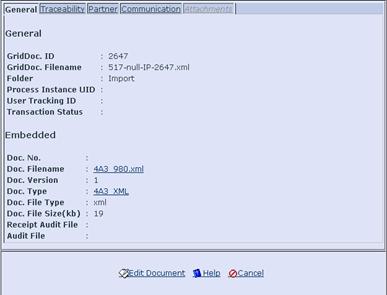 General Traceability Partner Communication Attachments
General
GridDoc. ID : 2647
GridDoc. Filename : 517-null-IP-2647.xml
Folder : Import
Process Instance UID :
User Tracking ID :
Transaction Status :
Embedded
Doc. No. :
Doc. Filename : 4A3_980.xml
Doc. Version : 1
Doc. Type : 4A3_XML
Doc. File Type : xml
Doc. File Size(kb) : 19
Receipt Audit File :
Audit File :
Edit Document Help Cancel